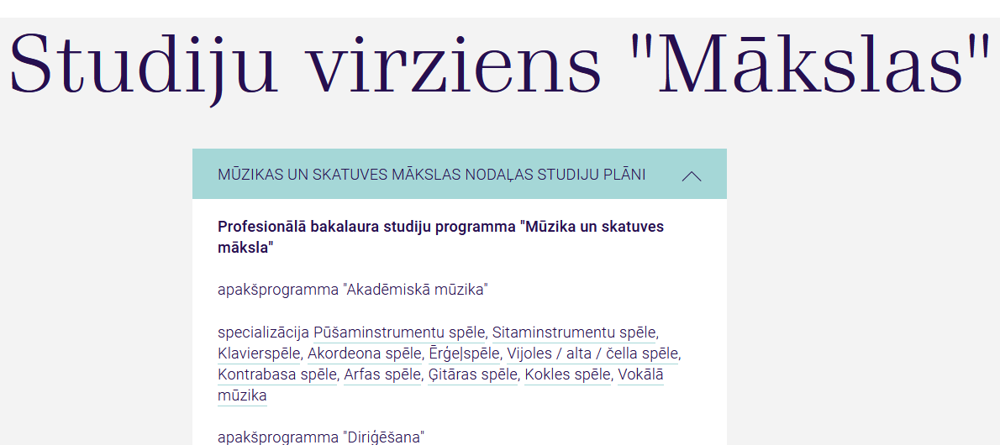 Studiju virziens "Mākslas"
MŪZIKAS UN SKATUVES MĀKSLAS NODAĻAS STUDIJU PLĀNI
Profesionālā bakalaura studiju programma "Mūzika un skatuves
māksla"
apakšprogramma "Akadēmiskā mūzika"
specializācija Pūšaminstrumentu spēle, Sitaminstrumentu spēle,
Klavierspēle, Akordeona spēle, Ērģeļspēle, Vijoles / alta / čella spēle,
Kontrabasa spēle, Arfas spēle, Ģitāras spēle, Kokles spēle, Vokālā
mūzika
apakšprogramma "Diriģēšana"